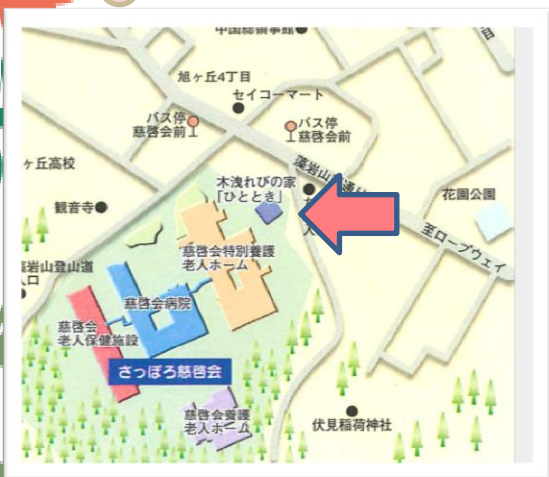 中国総領事館
旭ヶ丘4丁目
セイコーマート
バス停
慈啓会前
バス停
慈啓会前
ヶ丘高校
木洩れびの家
「ひととき」
花園公園
観音寺
至ロープウェイ
慈啓会特別養護
老人ホーム
岩山登山道
入口
慈啓会病院
慈啓会
老人保健施設
さっぽろ慈啓会
慈啓会養護
老人ホーム
伏見稲荷神社